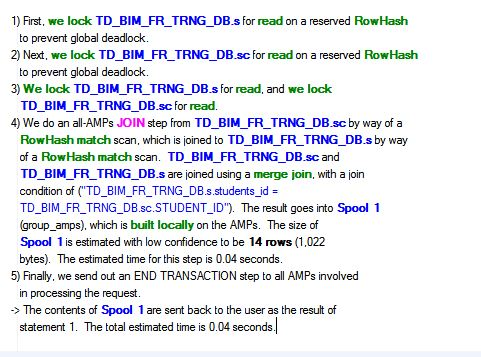 1) First, we lock TD_BIM_FR_TRNG_DB.s for read on a reserved RowHash
to prevent global deadlock.
2) Next, we lock TD_BIM_FR_TRNG_DB.sc for read on a reserved RowHash
to prevent global deadlock.
3) We lock TD_BIM_FR_TRNG_DB.s for read, and we lock
TD_BIM_FR_TRNG_DB.sc for read.
4) We do an all-AMPs JOIN step from TD_BIM_FR_TRNG_DB.sc by way of a
RowHash match scan, which is joined to TD_BIM_FR_TRNG_DB.s by way
of a RowHash match scan. TD_BIM_FR_TRNG_DB.sc and
TD_BIM_FR_TRNG_DB.s are joined using a merge join, with a join
condition of ("TD_BIM_FR_TRNG_DB.s.students_id =
TD_BIM_FR_TRNG_DB.sc.STUDENT_ID"). The result goes into Spool 1
(group_amps), which is built locally on the AMPs. The size of
Spool 1 is estimated with low confidence to be 14 rows (1,022
bytes). The estimated time for this step is 0.04 seconds.
5) Finally, we send out an END TRANSACTION step to all AMPs involved
in processing the request.
-> The contents of Spool 1 are sent back to the user as the result of
statement 1. The total estimated time is 0.04 seconds.